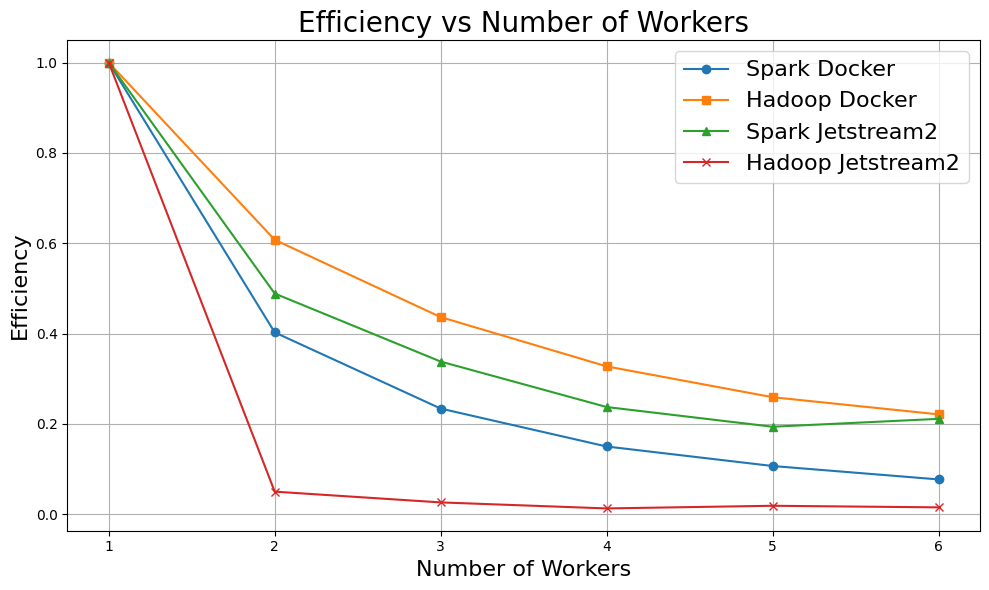 Efficiency vs Number of Workers
Spark Docker
Hadoop Docker
Spark Jetstream2
Hadoop Jetstream2
Efficiency
1.0
0.8
0.6
0.4
0.2
0.0
1 2 3 4 5 6
Number of Workers